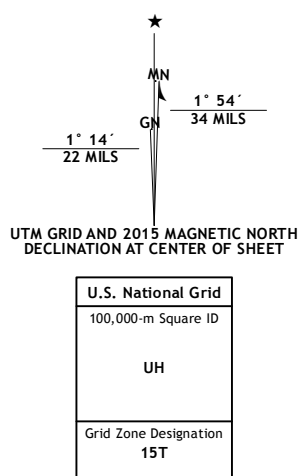 MN
1° 54´
34 MILS
GN
1° 14´
22 MILS
UTM GRID AND 2015 MAGNETIC NORTH
DECLINATION AT CENTER OF SHEET
U.S. National Grid
100,000-m Square ID
UH
Grid Zone Designation
15T